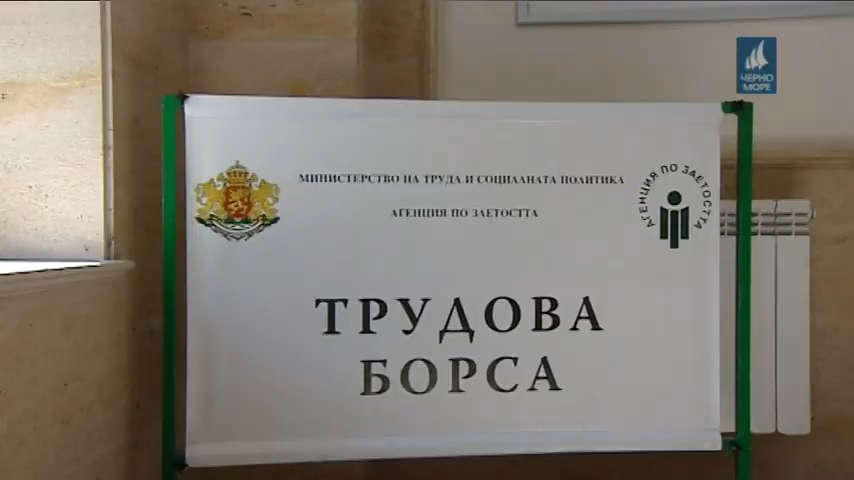 ЧЕРНО
МОРЕ
МИНИСТЕРСТВО НА ТРУДА И СОЦИАЛНАТА ПОЛИТИКА
АГЕНЦИЯ ПО ЗАЕТОСТТА
АГЕНЦИЯ ПО ЗАЕТОСТТА
ТРУДОВА
БОРСА